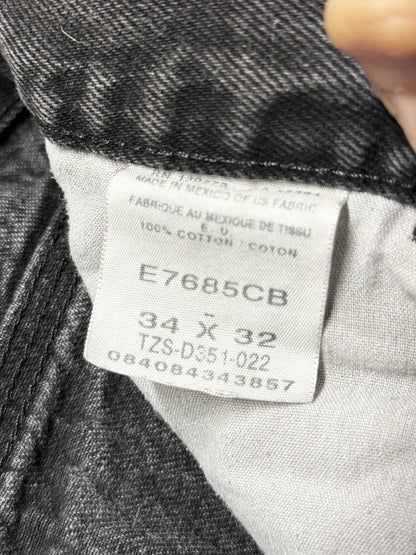 MADE IN MEXICO OF US FABRIC
FABRIQUE AU MEXIQUE DE TISSU
E. U.
100% COTTON / COTON
E7685CB
-
34 X 32
TZS-D351-022
084084343857